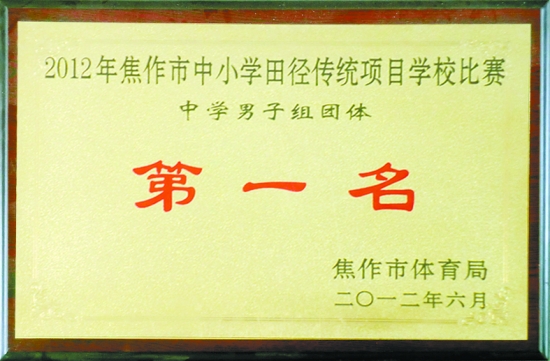 2012年焦作市中小学田径传统项目学校比赛
中学男子组团体
第一名
焦作市体育局
二〇一二年六月